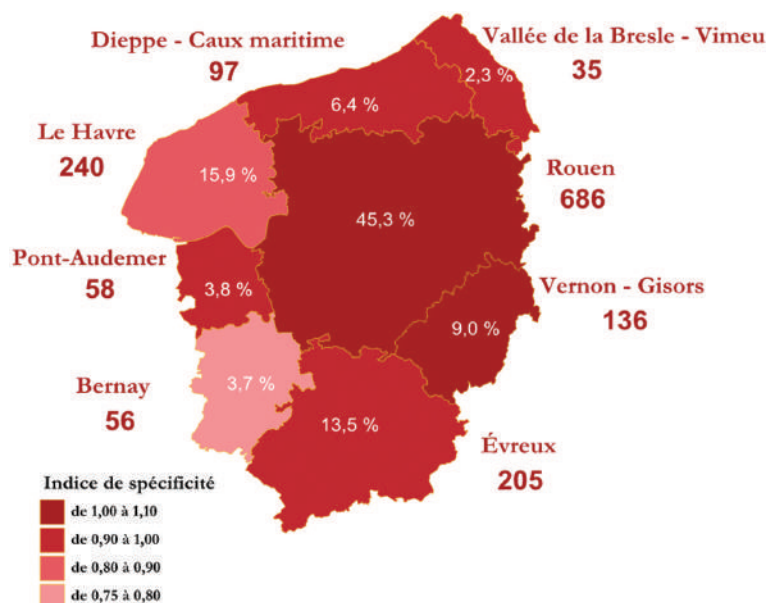 Dieppe - Caux maritime
97
Vallée de la Bresle - Vimeu
35
2,3 %
6,4 %
Le Havre
240
15,9 %
Rouen
686
45,3 %
Pont-Audemer
58
3,8 %
Vernon - Gisors
136
9,0 %
Bernay
56
3,7 %
13,5 %
Évreux
205
Indice de spécificité
de 1,00 à 1,10
de 0,90 à 1,00
de 0,80 à 0,90
de 0,75 à 0,80